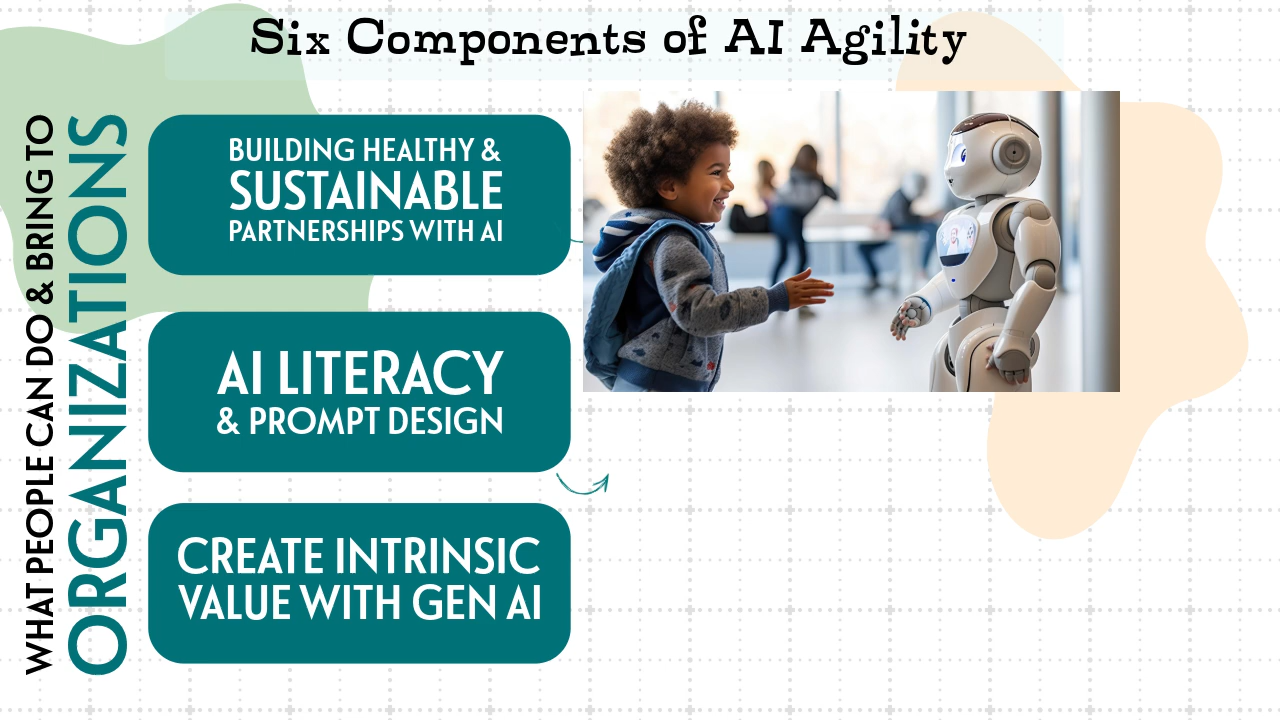 Six Components of AI Agility
WHAT PEOPLE CAN DO & BRING TO
ORGANIZATIONS
BUILDING HEALTHY &
SUSTAINABLE
PARTNERSHIPS WITH AI
AI LITERACY
& PROMPT DESIGN
CREATE INTRINSIC
VALUE WITH GEN AI